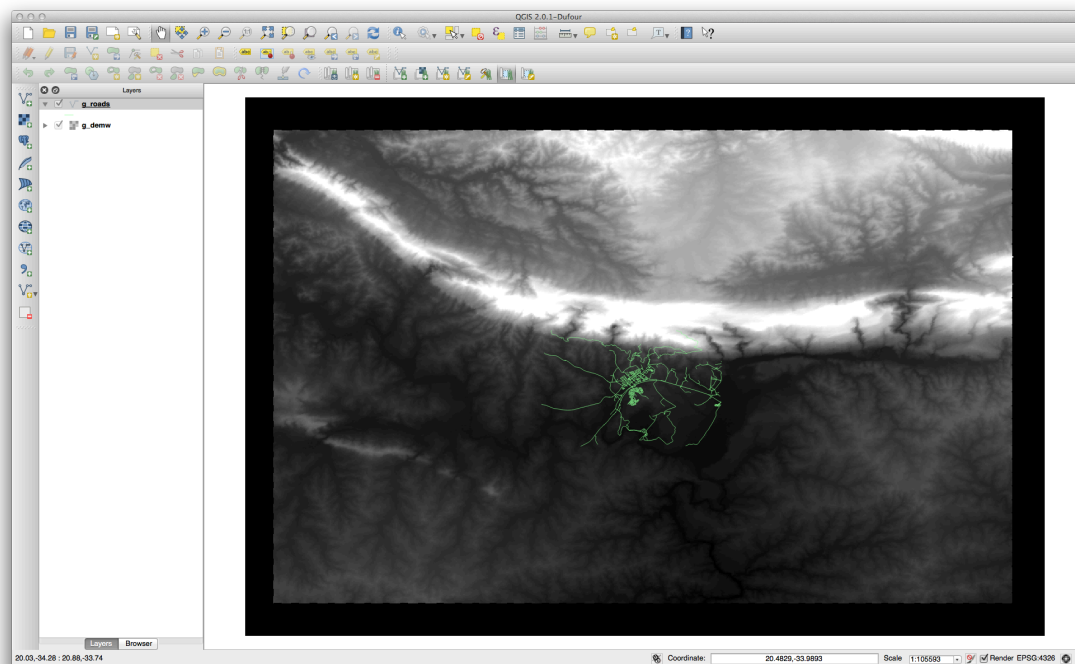 QGIS 2.0.1-Dufour
Layers
g_roads
g_demw
Layers Browser
20.03,-34.28 : 20.88,-33.74 Coordinate: 20.4829,-33.9893 Scale 1:105593 Render EPSG:4326